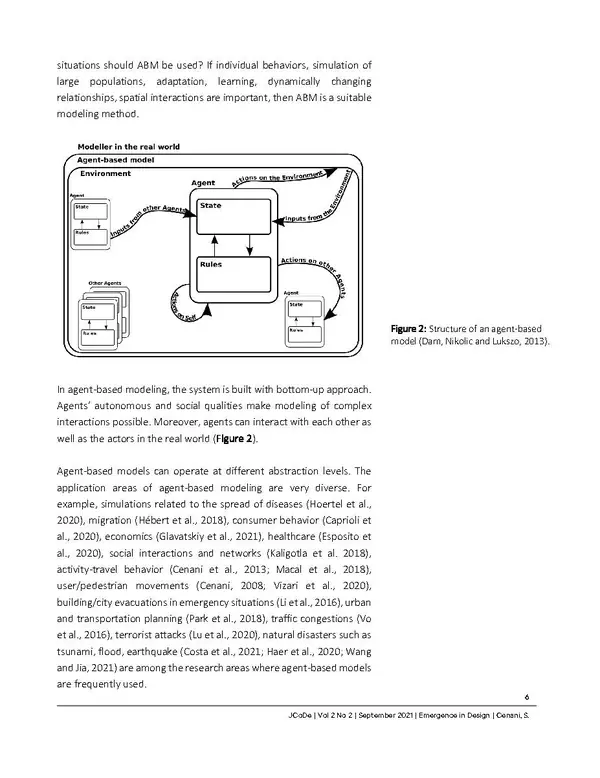 situations should ABM be used? If individual behaviors, simulation of
large populations, adaptation, learning, dynamically changing
relationships, spatial interactions are important, then ABM is a suitable
modeling method.
Modeller in the real world
Agent-based model
Environment
Agent
Actions on the Environment
Agent
State
Rules
Inputs from other Agents
State
Inputs from the Environment
Rules
Actions on other Agents
Other Agents
State
Rules
Actions on Self
Agent
State
Rules
Figure 2: Structure of an agent-based
model (Dam, Nikolic and Lukszo, 2013).
In agent-based modeling, the system is built with bottom-up approach.
Agents’ autonomous and social qualities make modeling of complex
interactions possible. Moreover, agents can interact with each other as
well as the actors in the real world (Figure 2).
Agent-based models can operate at different abstraction levels. The
application areas of agent-based modeling are very diverse. For
example, simulations related to the spread of diseases (Hoertel et al.,
2020), migration (Hébert et al., 2018), consumer behavior (Caprioli et
al., 2020), economics (Glavatskiy et al., 2021), healthcare (Esposito et
al., 2020), social interactions and networks (Kaligotla et al. 2018),
activity-travel behavior (Cenani et al., 2013; Macal et al., 2018),
user/pedestrian movements (Cenani, 2008; Vizari et al., 2020),
building/city evacuations in emergency situations (Li et al., 2016), urban
and transportation planning (Park et al., 2018), traffic congestions (Vo
et al., 2016), terrorist attacks (Lu et al., 2020), natural disasters such as
tsunami, flood, earthquake (Costa et al., 2021; Haer et al., 2020; Wang
and Jia, 2021) are among the research areas where agent-based models
are frequently used.
6
JCoDe | Vol 2 No 2 | September 2021 | Emergence in Design | Cenani, S.